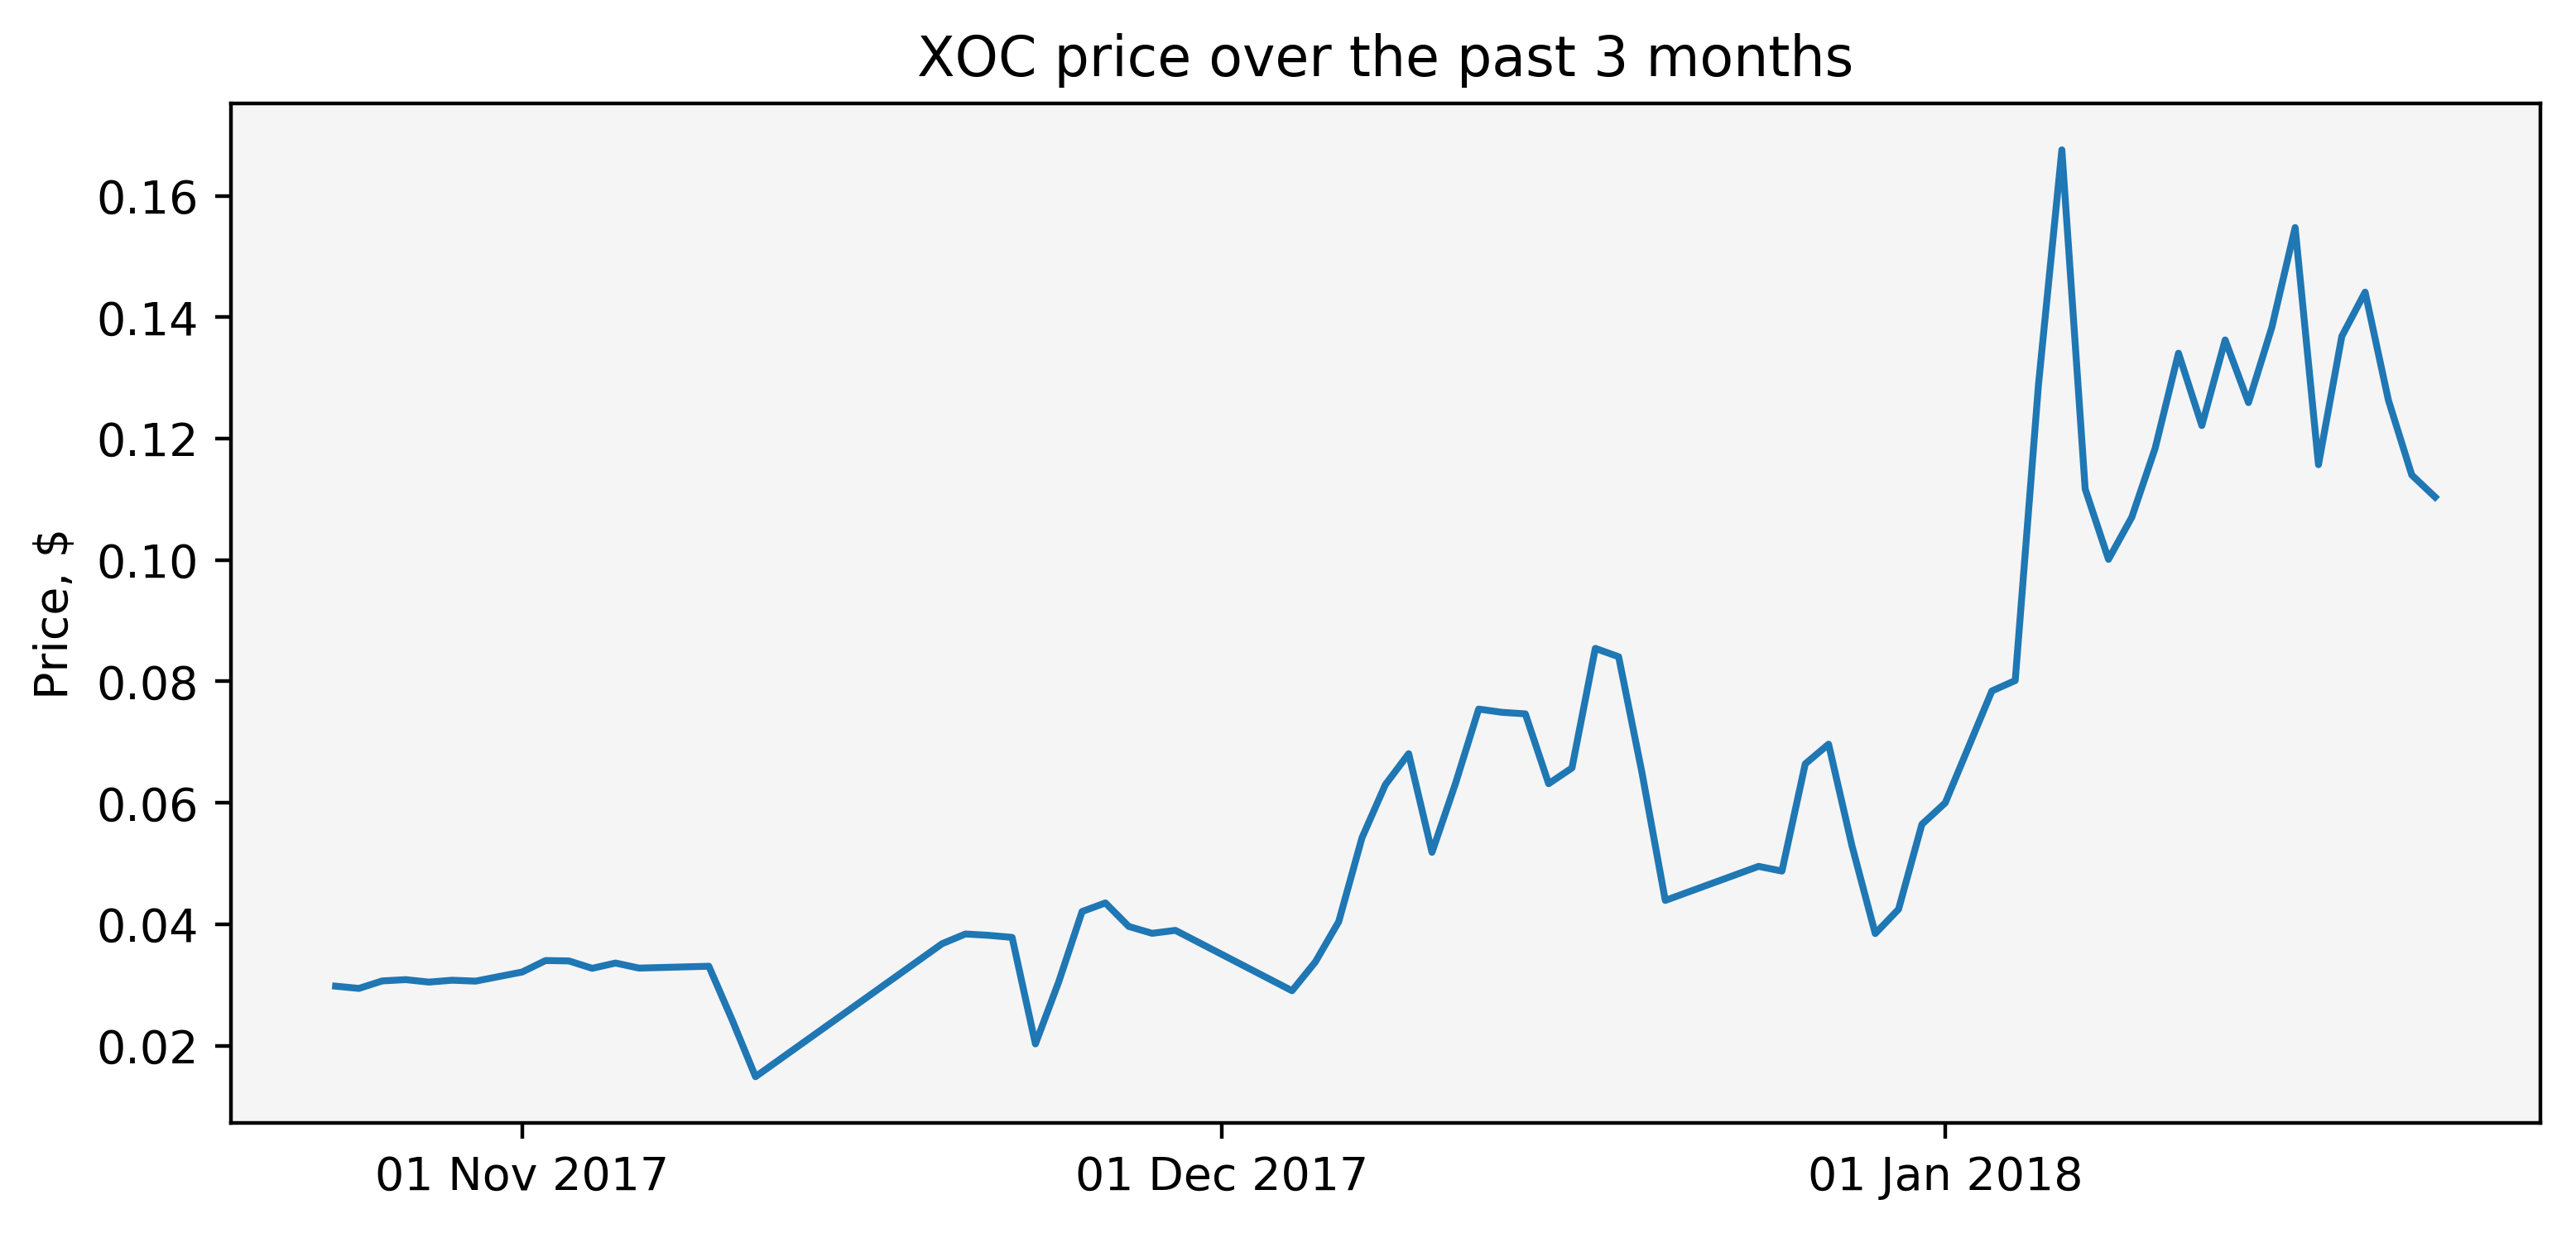 XOC price over the past 3 months
Price, $
0.16
0.14
0.12
0.10
0.08
0.06
0.04
0.02
01 Nov 2017
01 Dec 2017
01 Jan 2018